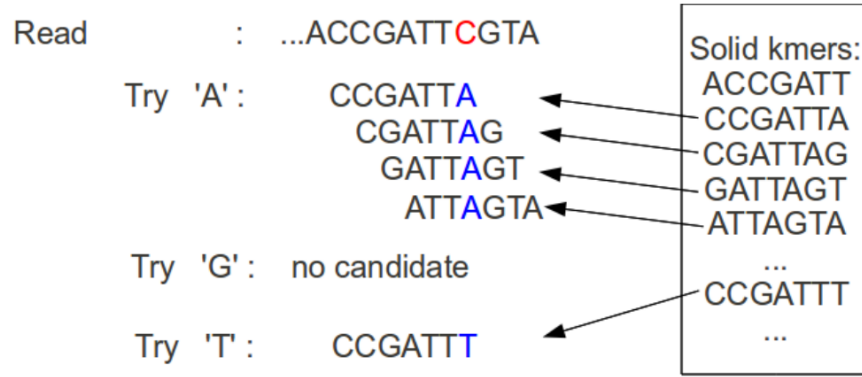 Read : ...ACCGATTCGTA
Try 'A' : CCGATTA
CGATTAG
GATTAGT
ATTAGTA
Try 'G' : no candidate
Try 'T' : CCGATTT
Solid kmers:
ACCGATT
CCGATTA
CGATTAG
GATTAGT
ATTAGTA
...
CCGATTT
...